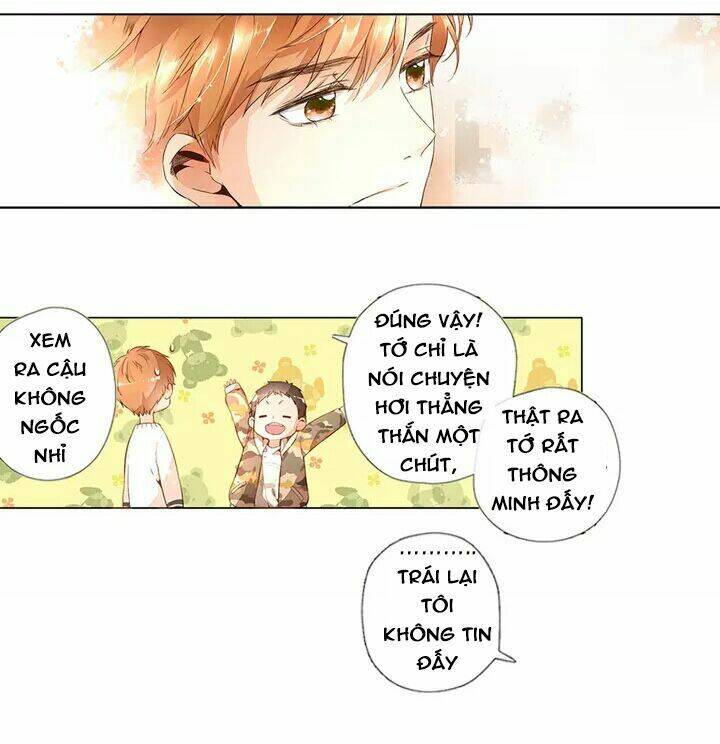 XEM
RA CẬU
KHÔNG
NGỐC
NHỈ
ĐÚNG VẬY!
TỚ CHỈ LÀ
NÓI CHUYỆN
HƠI THẲNG
THẮN MỘT
CHÚT,
THẬT RA
TỚ RẤT
THÔNG
MINH ĐẤY!
...........
TRÁI LẠI
TÔI
KHÔNG TIN
ĐẤY